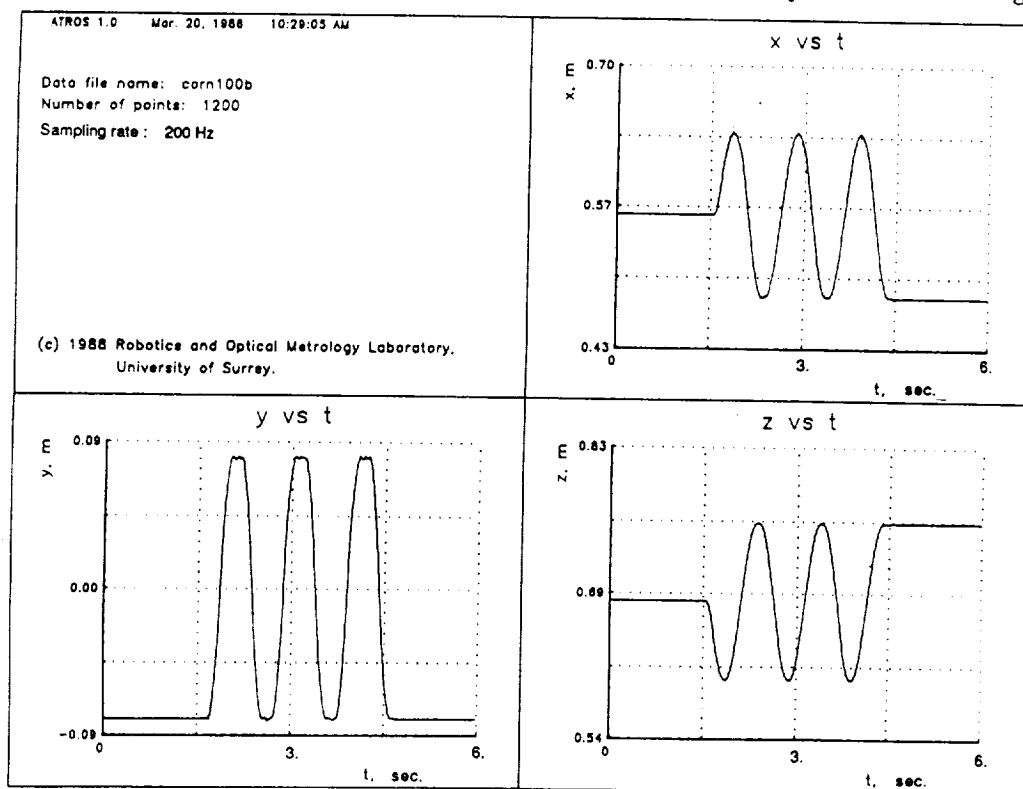 ATROS 1.0 Mar. 20, 1988 10:29:05 AM
Data file name: corn100b
Number of points: 1200
Sampling rate : 200 Hz
(c) 1988 Robotics and Optical Metrology Laboratory,
University of Surrey.
x vs t
x, m
0.70
0.57
0.43
3.
6.
t, sec.
y vs t
y, m
0.09
0.00
-0.09
0
3.
6.
t, sec.
z vs t
z, m
0.83
0.69
0.54
0
3.
6.
t, sec.